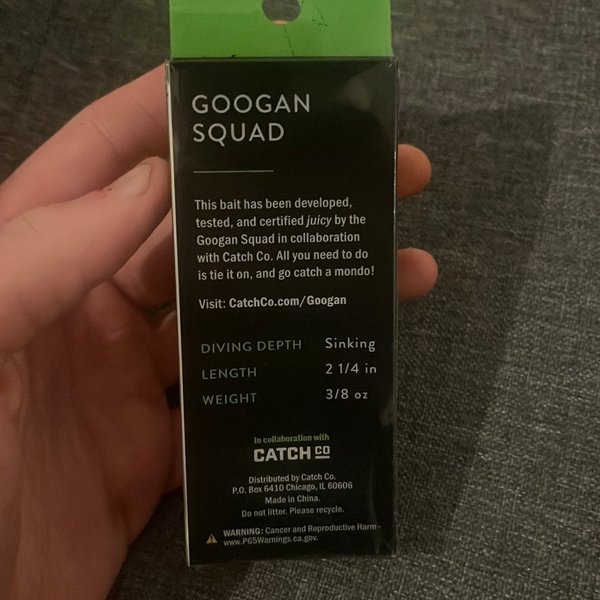 GOOGAN
SQUAD
This bait has been developed,
tested, and certified juicy by the
Googan Squad in collaboration
with Catch Co. All you need to do
is tie it on, and go catch a mondo!
Visit: CatchCo.com/Googan
DIVING DEPTH Sinking
LENGTH 2 1/4 in
WEIGHT 3/8 oz
In collaboration with
CATCH CO
Distributed by Catch Co.
P.O. Box 6410 Chicago, IL 60606
Made in China.
Do not litter. Please recycle.
WARNING: Cancer and Reproductive Harm -
www.P65Warnings.ca.gov.